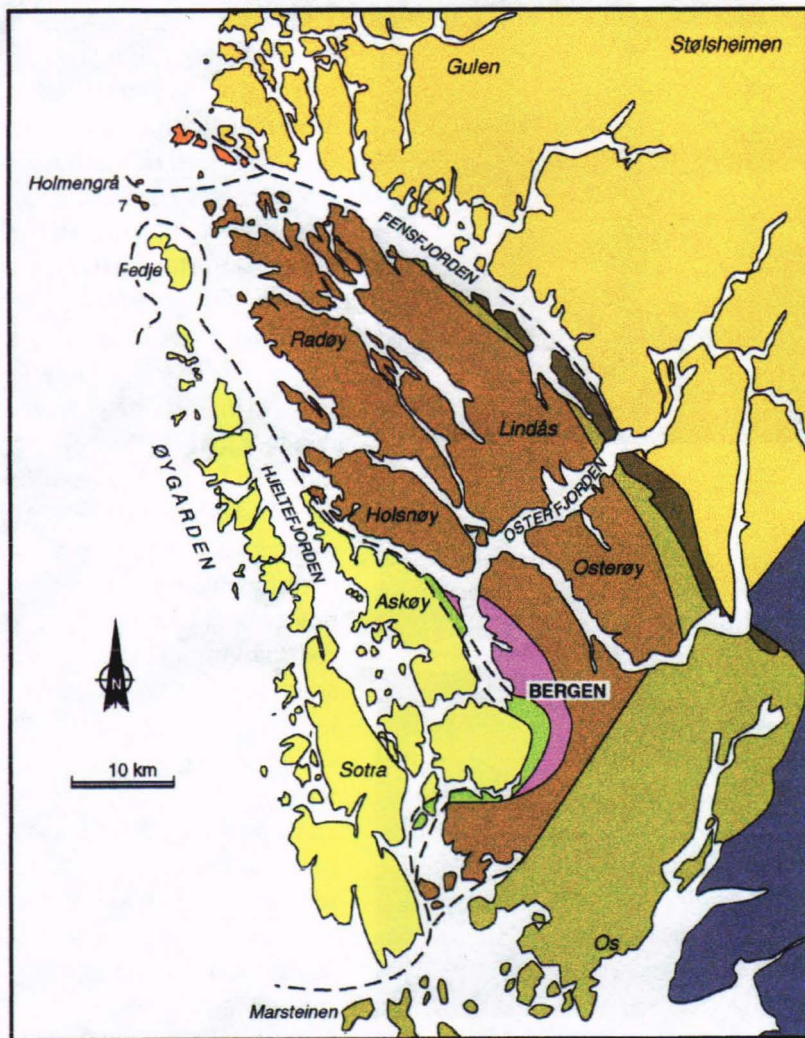 Stølsheimen
Gulen
Holmengrå
7
FENSFJORDEN
Fedje
Radøy
Lindås
ØYGARDEN
HJELTEFJORDEN
OSTERFJORDEN
Holsnøy
Osterøy
Askøy
N
BERGEN
10 km
Sotra
Os
Marsteinen